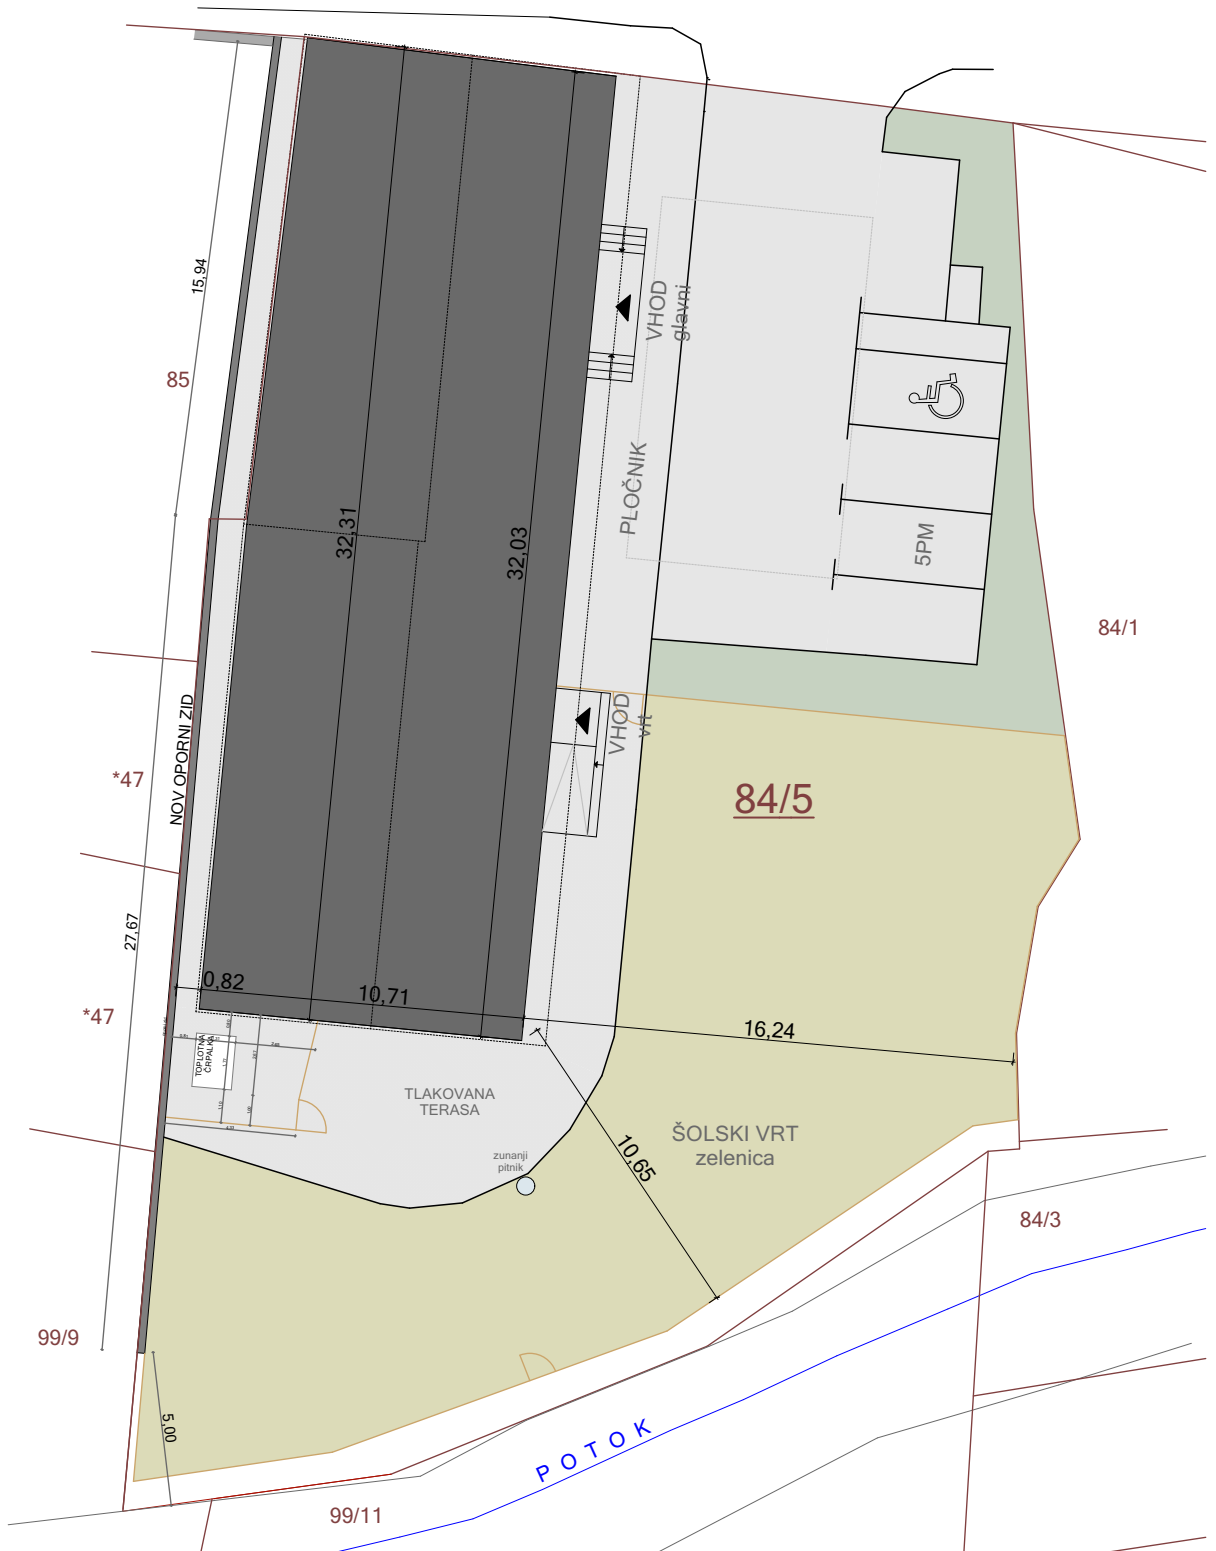 15,94
85
VHOD
glavni
32,31
32,03
PLOČNIK
5PM
84/1
NOV OPORNI ZID
*47
VHOD
vrt
84/5
27,67
*47
0,82
10,71
16,24
TOPLOTNA
ČRPALKA
TLAKOVANA
TERASA
ŠOLSKI VRT
zelenica
10,65
zunanji
pitnik
84/3
99/9
5,00
POTOK
99/11